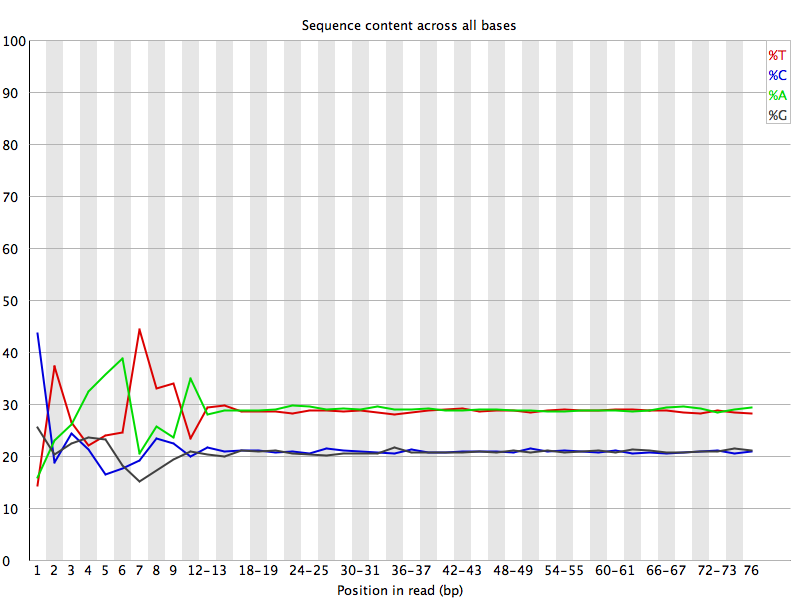 Sequence content across all bases
100
90
80
70
60
50
40
30
20
10
0
%T
%C
%A
%G
1 2 3 4 5 6 7 8 9 12-13 18-19 24-25 30-31 36-37 42-43 48-49 54-55 60-61 66-67 72-73 76
Position in read (bp)